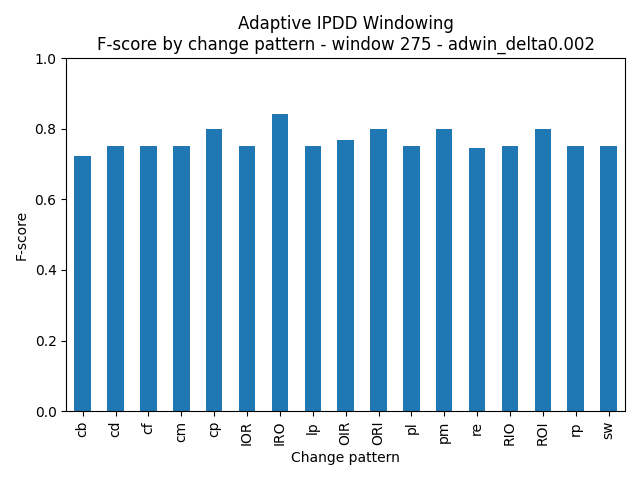 Adaptive IPDD Windowing
F-score by change pattern - window 275 - adwin_delta0.002
1.0
0.8
0.6
0.4
0.2
0.0
F-score
cb
cd
cf
cm
cp
IOR
IRO
lp
OIR
ORI
pl
pm
re
RIO
ROI
rp
sw
Change pattern